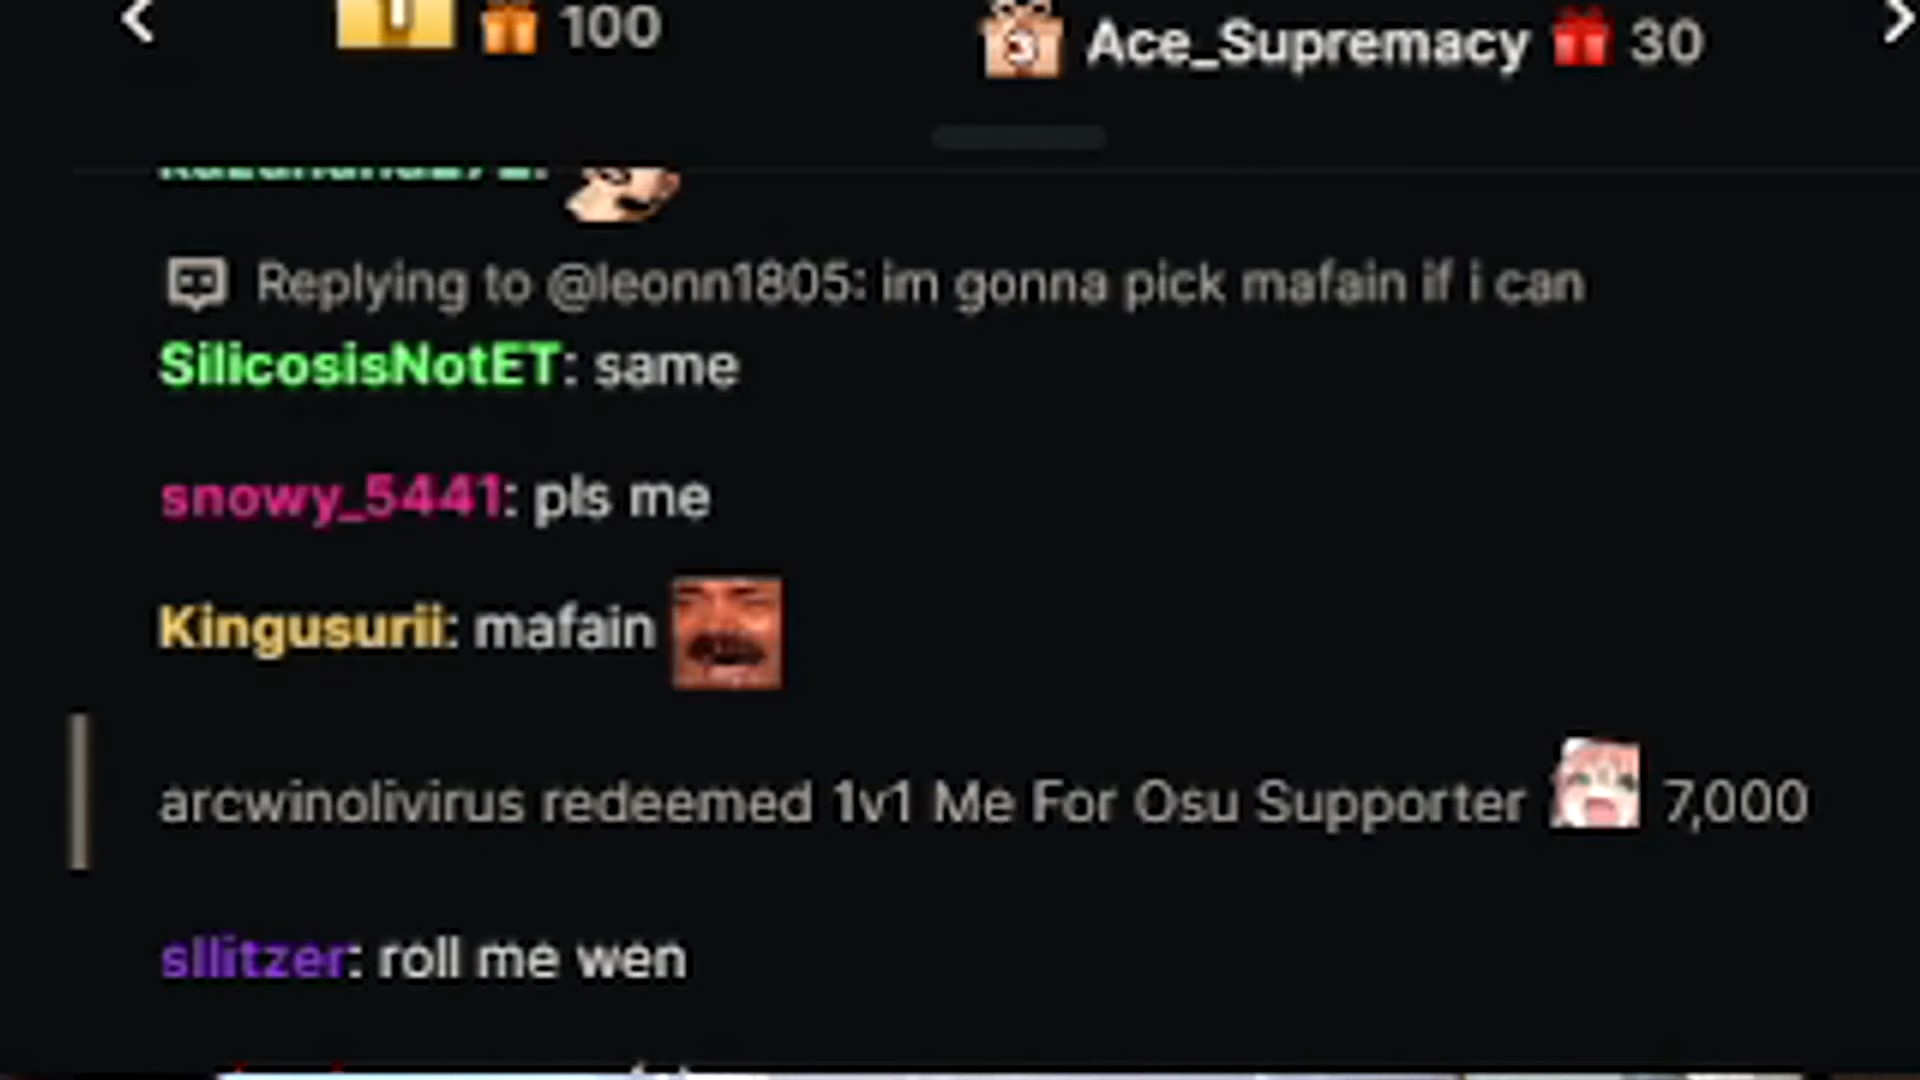 100
3 Ace_Supremacy 30
Replying to @leonn1805: im gonna pick mafain if i can
SilicosisNotET: same
snowy_5441: pls me
Kingusurii: mafain
arcwinolivirus redeemed 1v1 Me For Osu Supporter 7,000
sllitzer: roll me wen